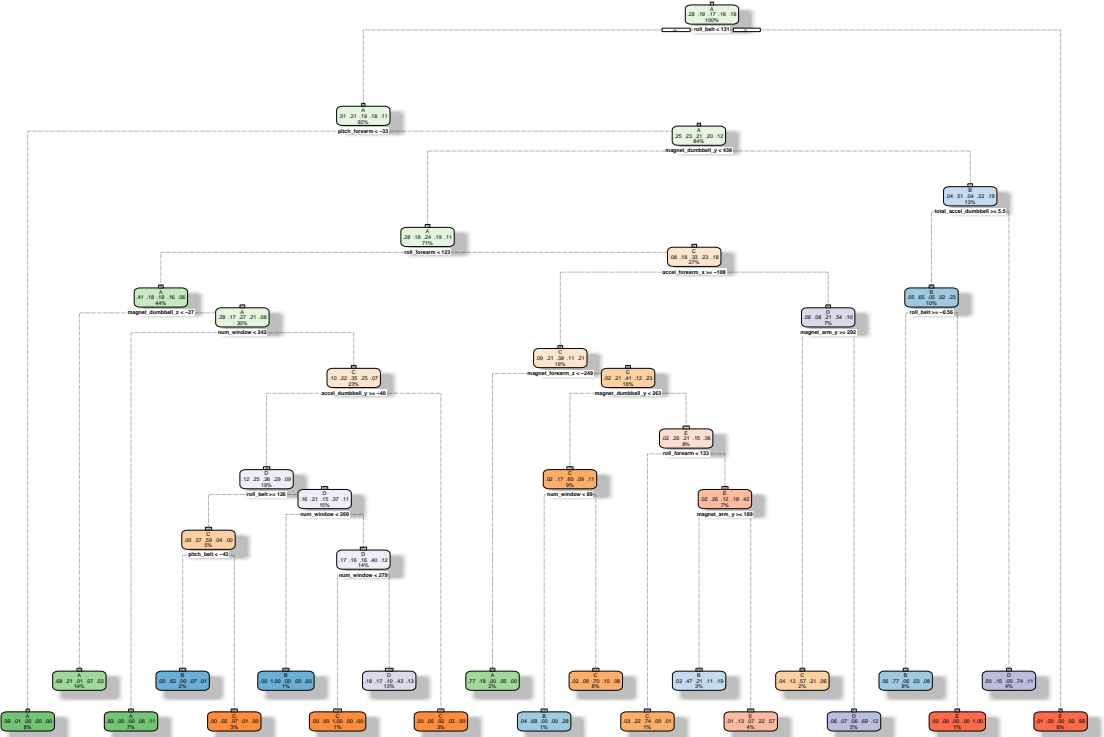 A
.28 .19 .17 .16 .18
100%
roll_belt < 131
A
.31 .21 .19 .18 .11
92%
pitch_forearm < -33
A
.25 .23 .21 .20 .12
84%
magnet_dumbbell_y < 438
B
.04 .51 .04 .22 .19
13%
total_accel_dumbbell >= 5.5
A
.28 .18 .24 .19 .11
71%
roll_forearm < 123
C
.08 .18 .33 .23 .18
27%
accel_forearm_x >= -108
A
.41 .18 .18 .16 .06
44%
magnet_dumbbell_z < -27
B
.05 .65 .05 .02 .23
10%
roll_belt >= -0.56
A
.28 .17 .27 .21 .08
30%
num_window < 242
D
.06 .08 .21 .54 .10
7%
magnet_arm_y >= 292
C
.09 .21 .38 .11 .21
19%
magnet_forearm_z < -249
C
.10 .22 .35 .25 .07
23%
accel_dumbbell_y >= -40
C
.02 .21 .41 .12 .23
18%
magnet_dumbbell_y < 263
E
.02 .26 .21 .15 .36
8%
roll_forearm < 133
D
.12 .25 .26 .29 .09
19%
roll_belt >= 126
C
.02 .17 .60 .09 .11
9%
num_window < 89
D
.16 .21 .15 .37 .11
15%
num_window < 260
E
.02 .26 .12 .18 .42
7%
magnet_arm_y >= 189
C
.00 .37 .59 .04 .00
5%
pitch_belt < -43
D
.17 .16 .16 .40 .12
14%
num_window < 279
A
.68 .21 .01 .07 .03
14%
B
.00 .92 .00 .07 .01
2%
B
.00 1.00 .00 .00 .00
1%
D
.18 .17 .10 .43 .13
13%
A
.77 .18 .00 .05 .00
2%
C
.02 .09 .70 .10 .08
8%
B
.03 .47 .21 .11 .19
3%
C
.04 .12 .57 .21 .06
2%
B
.06 .77 .06 .03 .08
8%
D
.00 .15 .00 .74 .11
4%
A
.99 .01 .00 .00 .00
8%
A
.83 .00 .00 .06 .11
7%
C
.00 .02 .97 .01 .00
3%
C
.00 .00 1.00 .00 .00
1%
C
.00 .05 .92 .02 .00
3%
B
.04 .68 .00 .00 .28
1%
C
.03 .22 .74 .00 .01
1%
E
.01 .13 .07 .22 .57
4%
D
.06 .07 .06 .69 .12
5%
E
.00 .00 .00 .00 1.00
1%
E
.01 .00 .00 .00 .99
8%